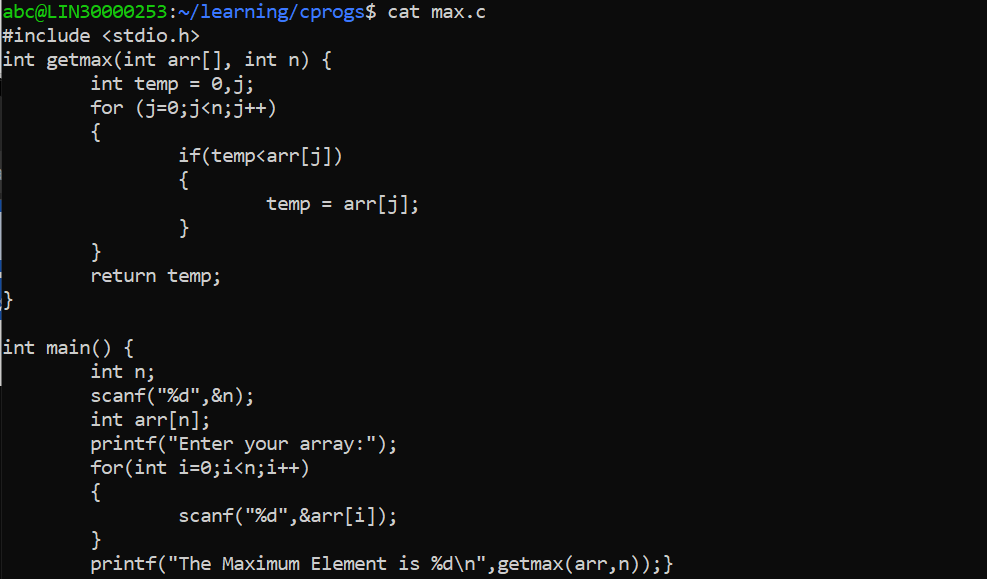 abc@LIN30000253:~/learning/cprogs$ cat max.c
#include <stdio.h>
int getmax(int arr[], int n) {
        int temp = 0,j;
        for (j=0;j<n;j++)
        {
                if(temp<arr[j])
                {
                        temp = arr[j];
                }
        }
        return temp;
}

int main() {
        int n;
        scanf("%d",&n);
        int arr[n];
        printf("Enter your array:");
        for(int i=0;i<n;i++)
        {
                scanf("%d",&arr[i]);
        }
        printf("The Maximum Element is %d\n",getmax(arr,n));}